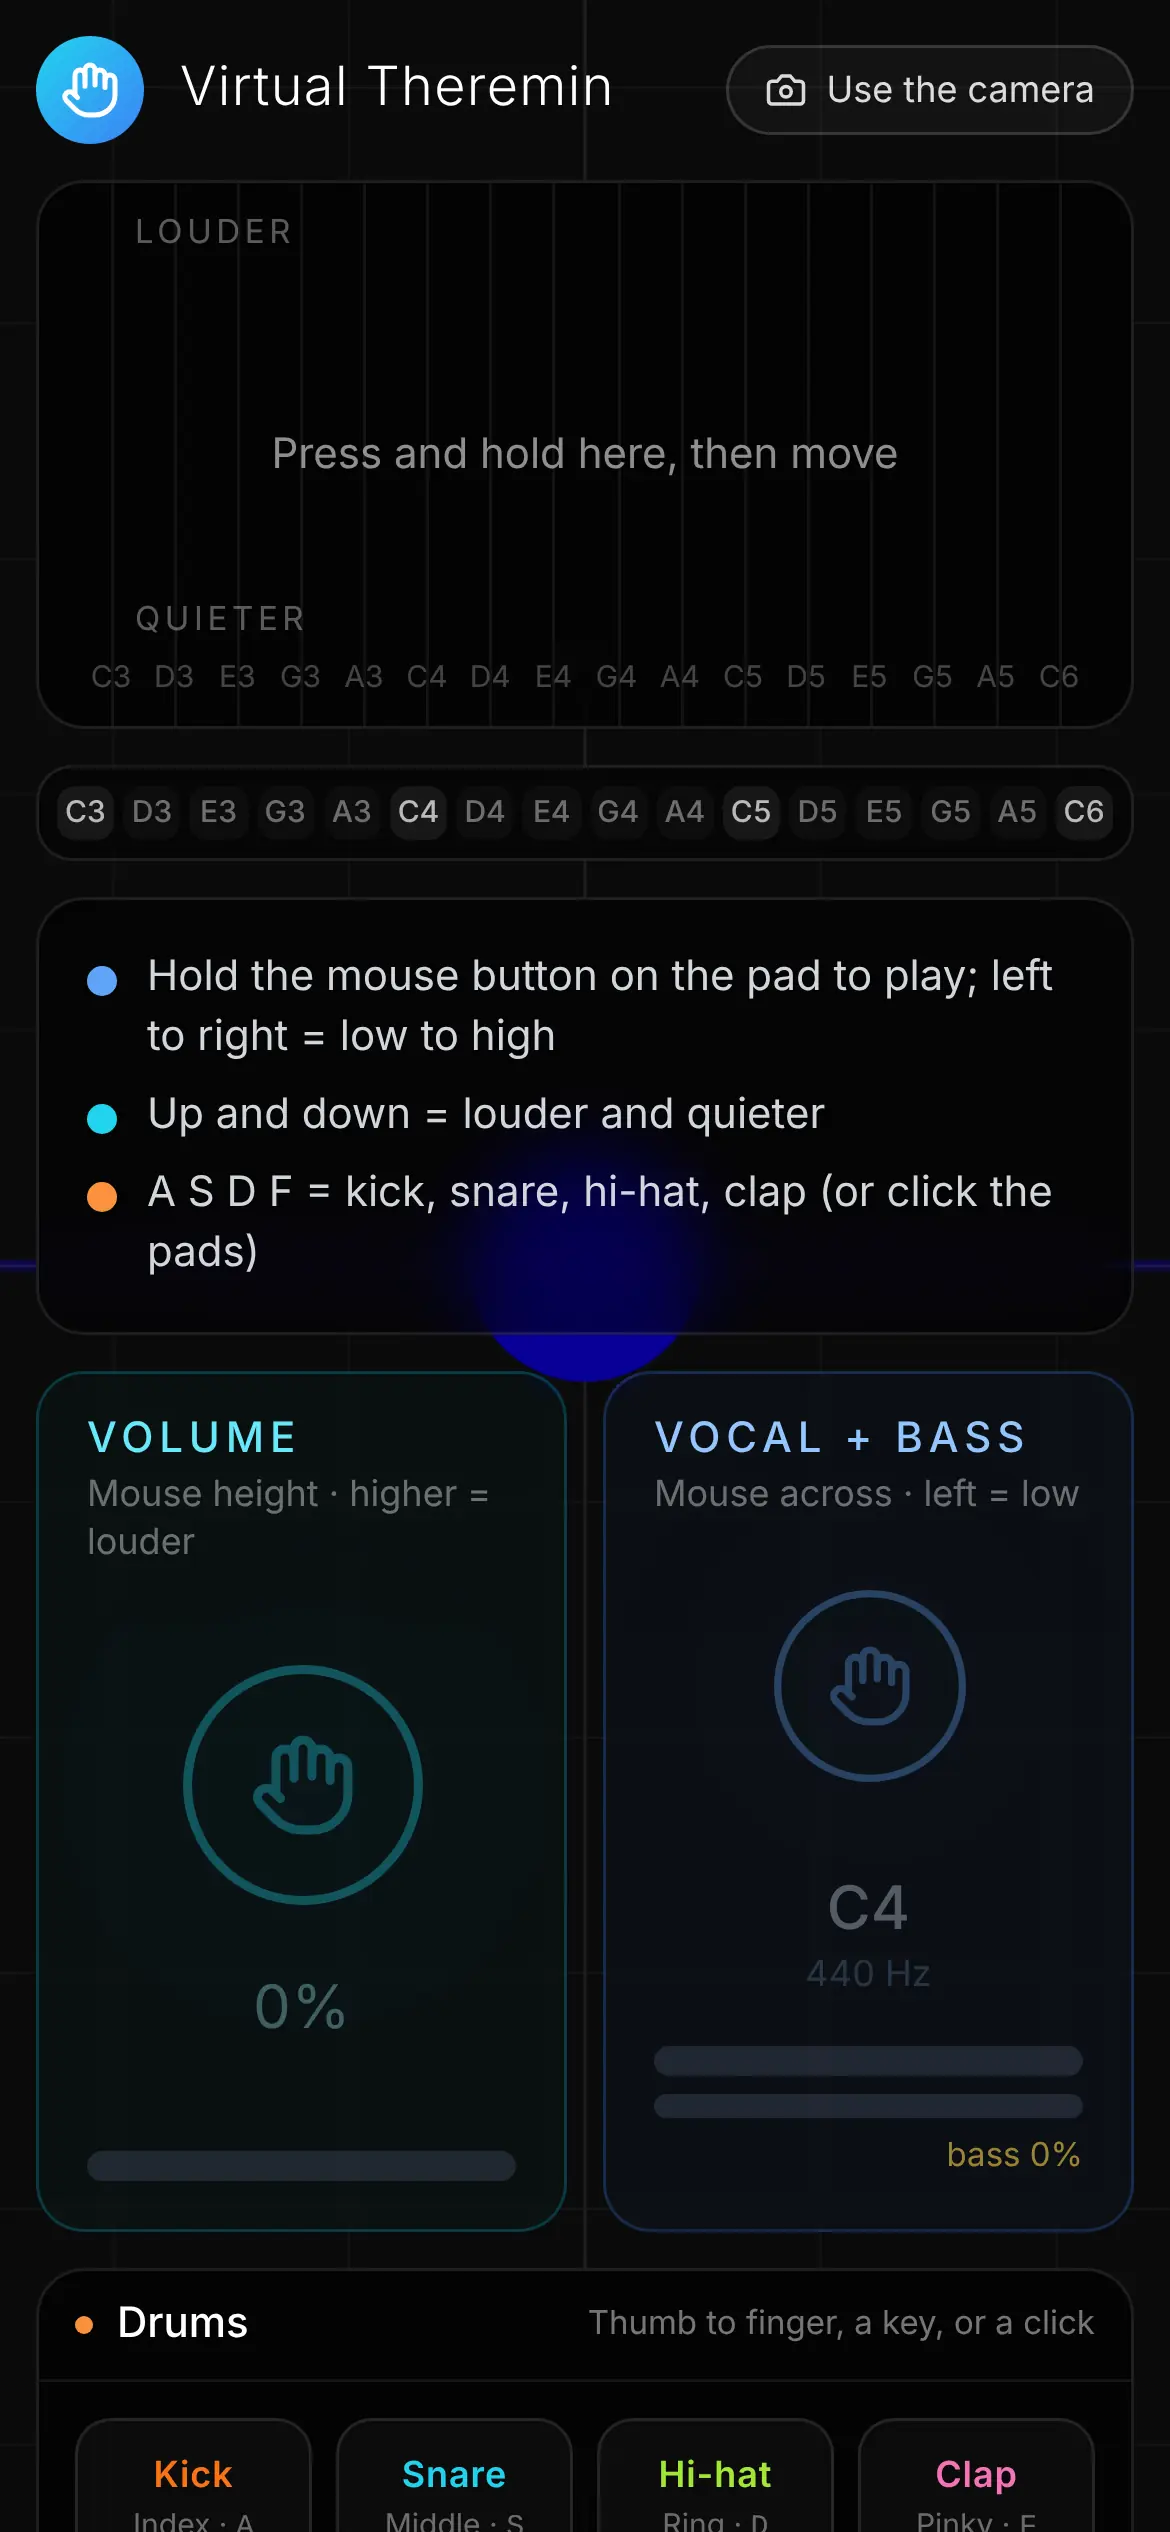 Virtual Theremin
Use the camera
LOUDER
Press and hold here, then move
QUIETER
C3 D3 E3 G3 A3 C4 D4 E4 G4 A4 C5 D5 E5 G5 A5 C6
C3 D3 E3 G3 A3 C4 D4 E4 G4 A4 C5 D5 E5 G5 A5 C6
Hold the mouse button on the pad to play; left
to right = low to high
Up and down = louder and quieter
A S D F = kick, snare, hi-hat, clap (or click the
pads)
VOLUME
Mouse height · higher =
louder
0%
VOCAL + BASS
Mouse across · left = low
C4
440 Hz
bass 0%
Drums
Thumb to finger, a key, or a click
Kick
Index · A
Snare
Middle · S
Hi-hat
Ring · D
Clap
Pinky · F